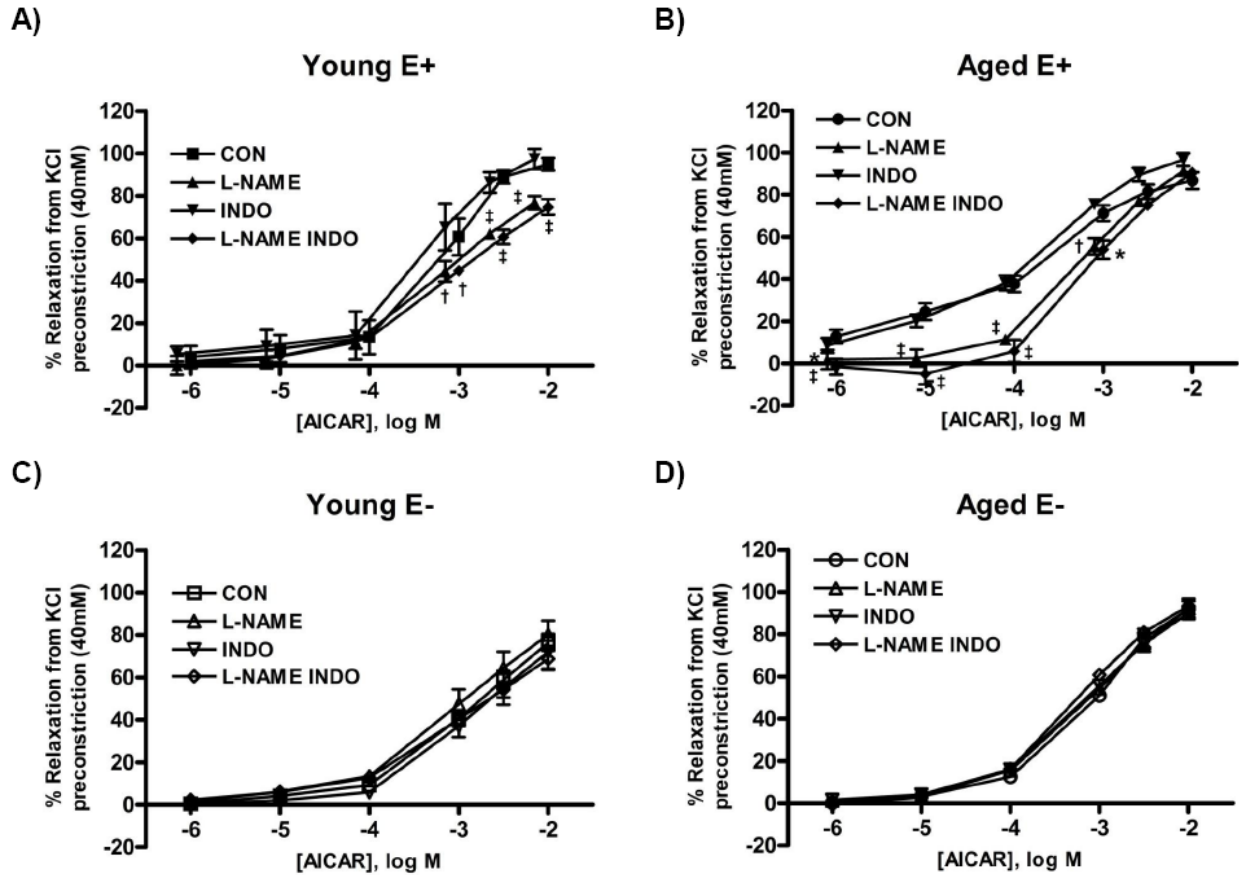 A)
Young E+
% Relaxation from KCl
preconstriction (40mM)
120
100
80
60
40
20
0
-20
CON
L-NAME
INDO
L-NAME INDO
‡
‡
‡
‡
† †
-6 -5 -4 -3 -2
[AICAR], log M
B)
Aged E+
% Relaxation from KCl
preconstriction (40mM)
120
100
80
60
40
20
0
-20
CON
L-NAME
INDO
L-NAME INDO
†
*
‡
‡
‡
*
‡
‡
-6 -5 -4 -3 -2
[AICAR], log M
C)
Young E-
% Relaxation from KCl
preconstriction (40mM)
120
100
80
60
40
20
0
-20
CON
L-NAME
INDO
L-NAME INDO
-6 -5 -4 -3 -2
[AICAR], log M
D)
Aged E-
% Relaxation from KCl
preconstriction (40mM)
120
100
80
60
40
20
0
-20
CON
L-NAME
INDO
L-NAME INDO
-6 -5 -4 -3 -2
[AICAR], log M